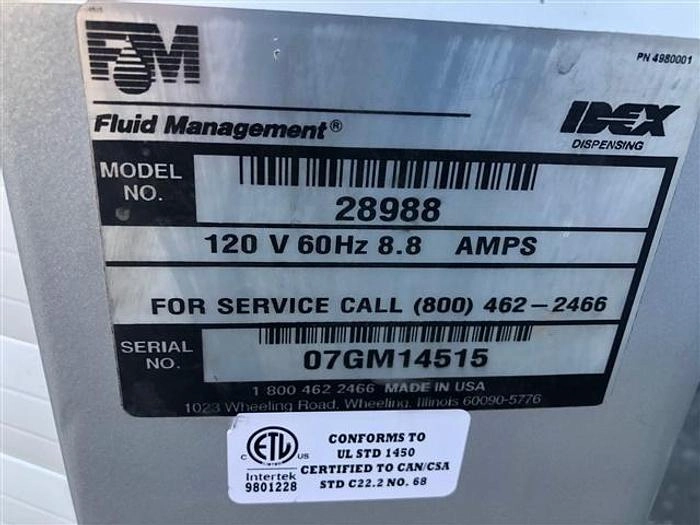 FM
PN 4980001
Fluid Management®
IDEX
DISPENSING
MODEL NO.
28988
120 V 60Hz 8.8 AMPS
FOR SERVICE CALL (800) 462-2466
SERIAL NO.
07GM14515
1 800 462 2466 MADE IN USA
1023 Wheeling Road, Wheeling, Illinois 60090-5776
ETL
C US
Intertek
9801228
CONFORMS TO
UL STD 1450
CERTIFIED TO CAN/CSA
STD C22.2 NO. 68